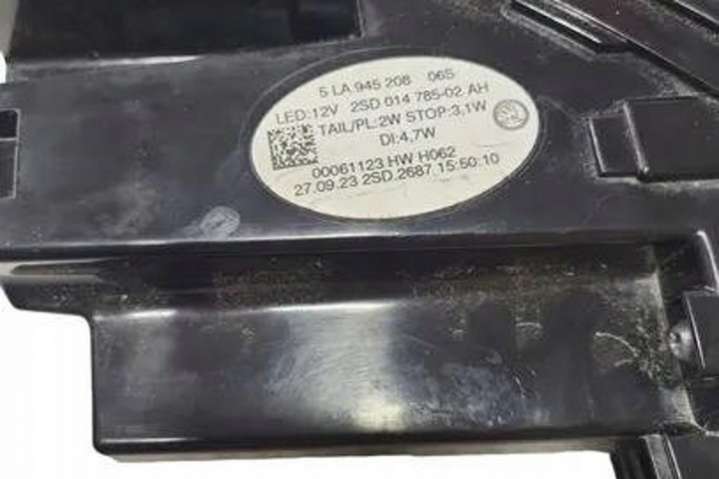 5 LA 945 208 06S
LED:12V 2SD 014 785-02 AH
TAIL/PL:2W STOP:3,1W
DI:4,7W
00061123 HW H062
27.09.23 2SD.2687 15:50:10